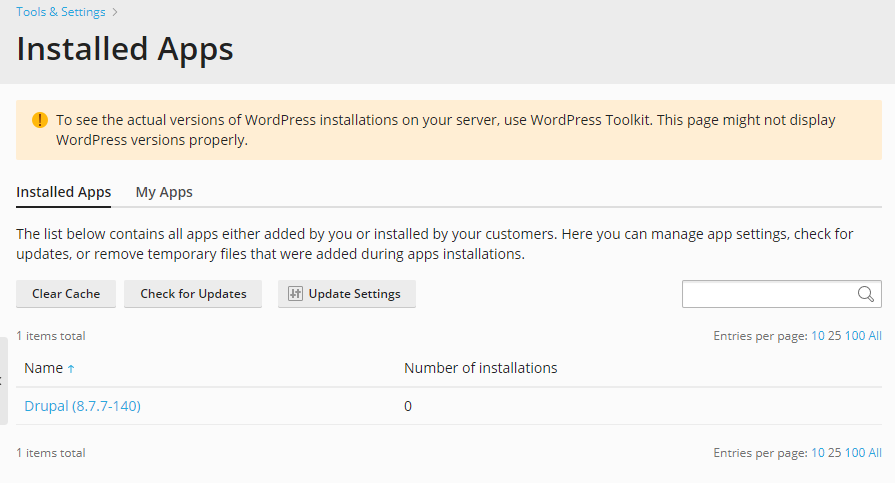 Tools & Settings >
Installed Apps
! To see the actual versions of WordPress installations on your server, use WordPress Toolkit. This page might not display
WordPress versions properly.
Installed Apps My Apps
The list below contains all apps either added by you or installed by your customers. Here you can manage app settings, check for
updates, or remove temporary files that were added during apps installations.
Clear Cache Check for Updates Update Settings
1 items total Entries per page: 10 25 100 All
Name ↑ Number of installations
Drupal (8.7.7-140) 0
1 items total Entries per page: 10 25 100 All